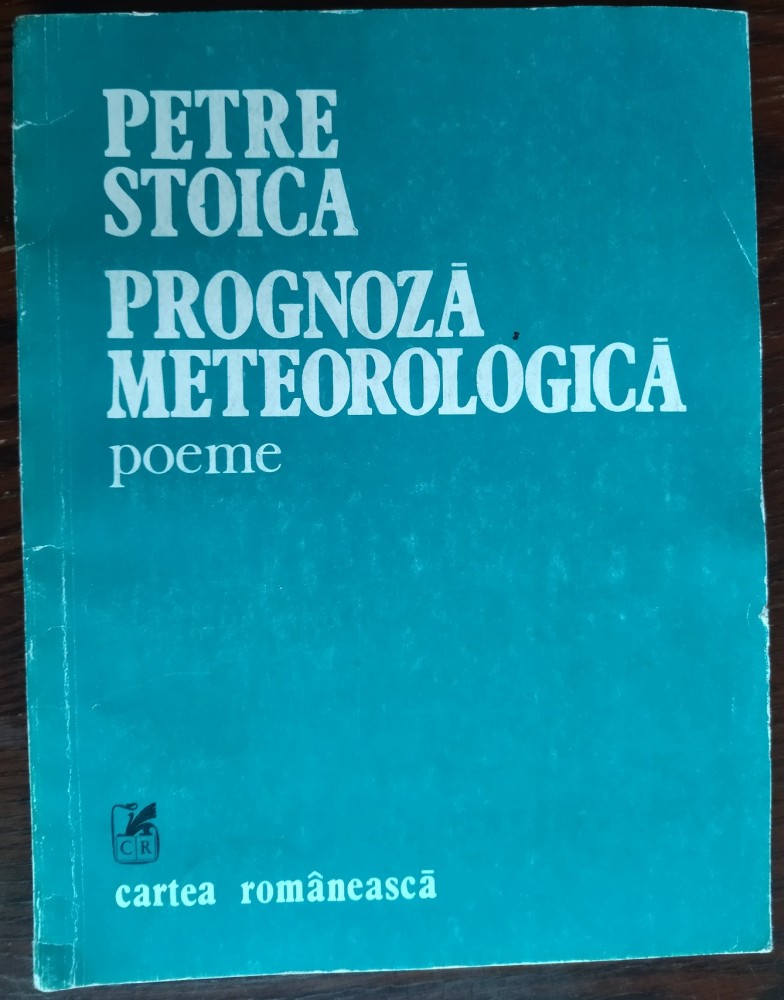 PETRE
STOICA
PROGNOZĂ
METEOROLOGICĂ
poeme
CR
cartea românească